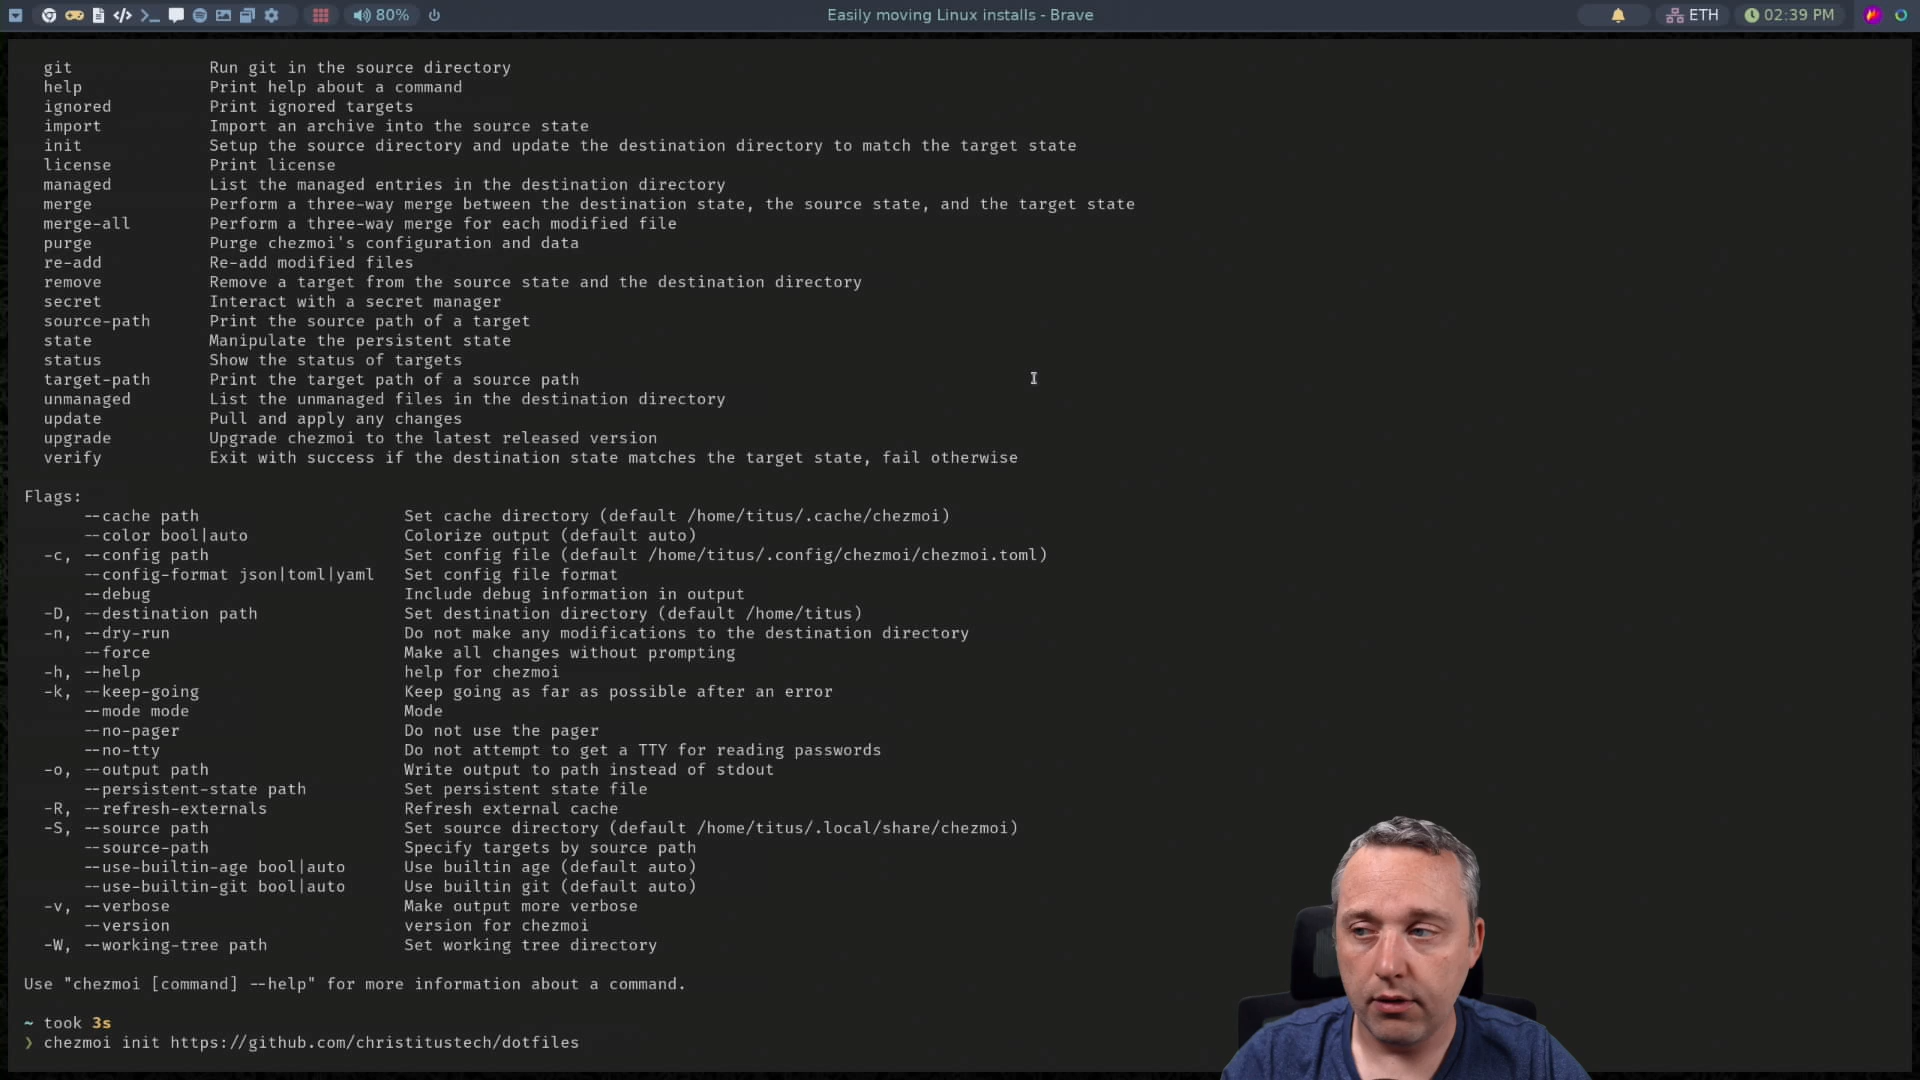 80%
Easily moving Linux installs - Brave
ETH
02:39 PM
git Run git in the source directory
help Print help about a command
ignored Print ignored targets
import Import an archive into the source state
init Setup the source directory and update the destination directory to match the target state
license Print license
managed List the managed entries in the destination directory
merge Perform a three-way merge between the destination state, the source state, and the target state
merge-all Perform a three-way merge for each modified file
purge Purge chezmoi's configuration and data
re-add Re-add modified files
remove Remove a target from the source state and the destination directory
secret Interact with a secret manager
source-path Print the source path of a target
state Manipulate the persistent state
status Show the status of targets
target-path Print the target path of a source path
unmanaged List the unmanaged files in the destination directory
update Pull and apply any changes
upgrade Upgrade chezmoi to the latest released version
verify Exit with success if the destination state matches the target state, fail otherwise
Flags:
--cache path Set cache directory (default /home/titus/.cache/chezmoi)
--color bool|auto Colorize output (default auto)
-c, --config path Set config file (default /home/titus/.config/chezmoi/chezmoi.toml)
--config-format json|toml|yaml Set config file format
--debug Include debug information in output
-D, --destination path Set destination directory (default /home/titus)
-n, --dry-run Do not make any modifications to the destination directory
--force Make all changes without prompting
-h, --help help for chezmoi
-k, --keep-going Keep going as far as possible after an error
--mode mode Mode
--no-pager Do not use the pager
--no-tty Do not attempt to get a TTY for reading passwords
-o, --output path Write output to path instead of stdout
--persistent-state path Set persistent state file
-R, --refresh-externals Refresh external cache
-S, --source path Set source directory (default /home/titus/.local/share/chezmoi)
--source-path Specify targets by source path
--use-builtin-age bool|auto Use builtin age (default auto)
--use-builtin-git bool|auto Use builtin git (default auto)
-v, --verbose Make output more verbose
--version version for chezmoi
-W, --working-tree path Set working tree directory
Use "chezmoi [command] --help" for more information about a command.
~ took 3s
❯ chezmoi init https://github.com/christitustech/dotfiles